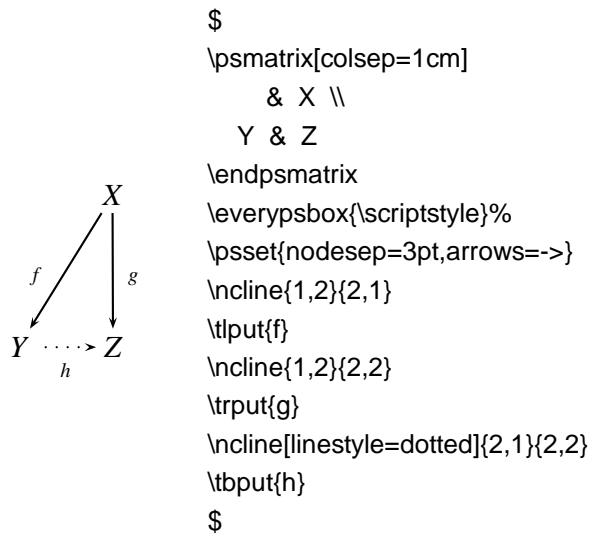 X
f
g
Y
Z
h
$
\psmatrix[colsep=1cm]
& X \\
Y & Z
\endpsmatrix
\everypsbox{\scriptstyle}%
\psset{nodesep=3pt,arrows=->}
\ncline{1,2}{2,1}
\tlput{f}
\ncline{1,2}{2,2}
\trput{g}
\ncline[linestyle=dotted]{2,1}{2,2}
\tbput{h}
$